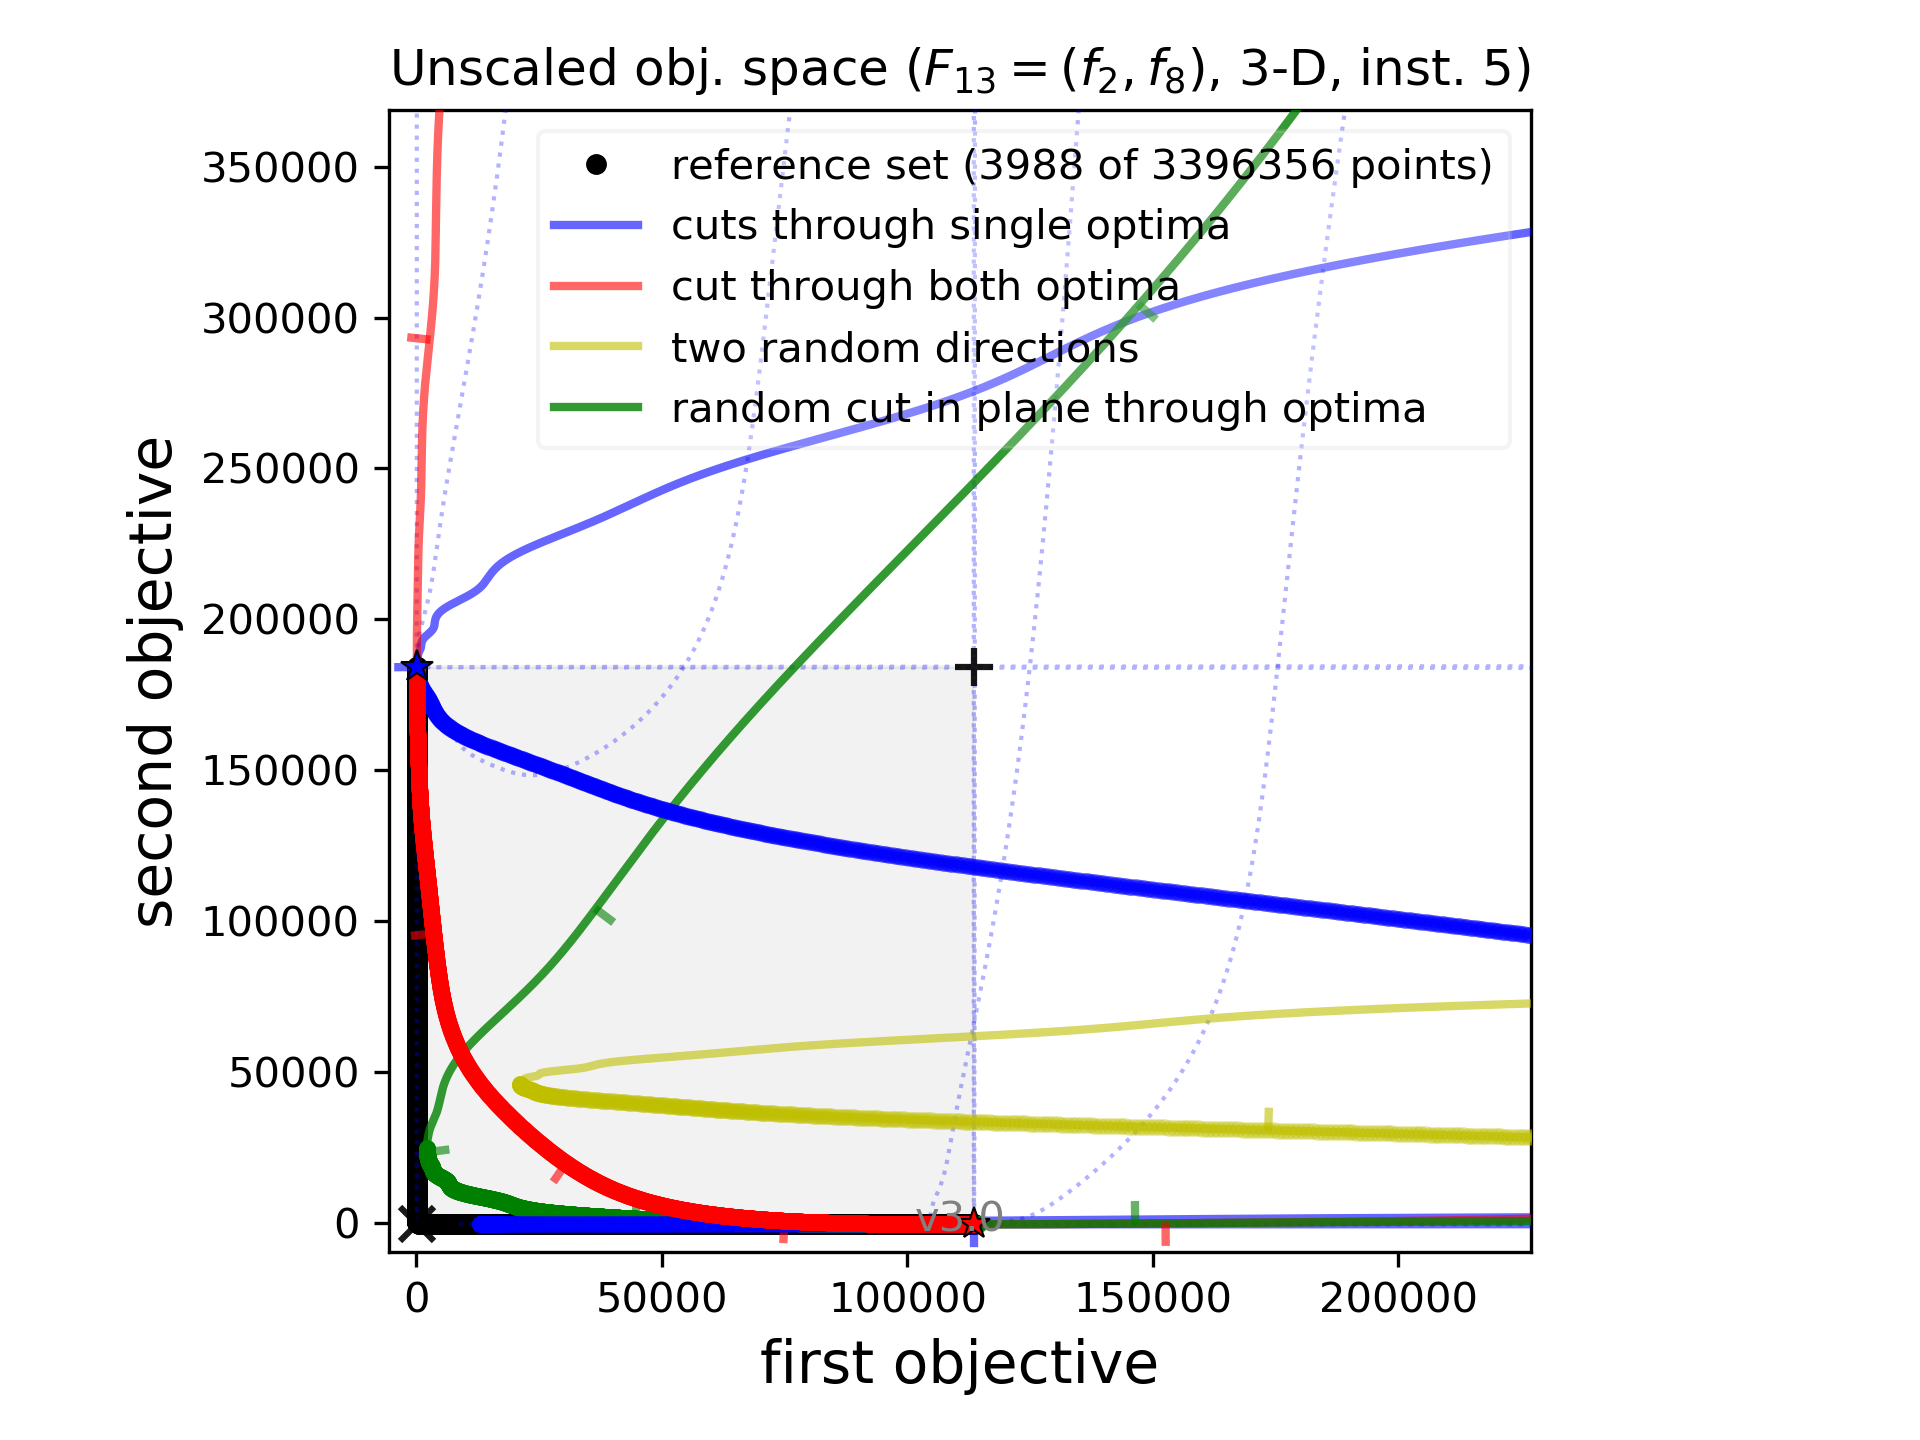 Unscaled obj. space (F₁₃ = (f₂, f₈), 3-D, inst. 5)
reference set (3988 of 3396356 points)
cuts through single optima
cut through both optima
two random directions
random cut in plane through optima
350000
300000
250000
200000
150000
100000
50000
0
second objective
v3.0
0
50000
100000
150000
200000
first objective